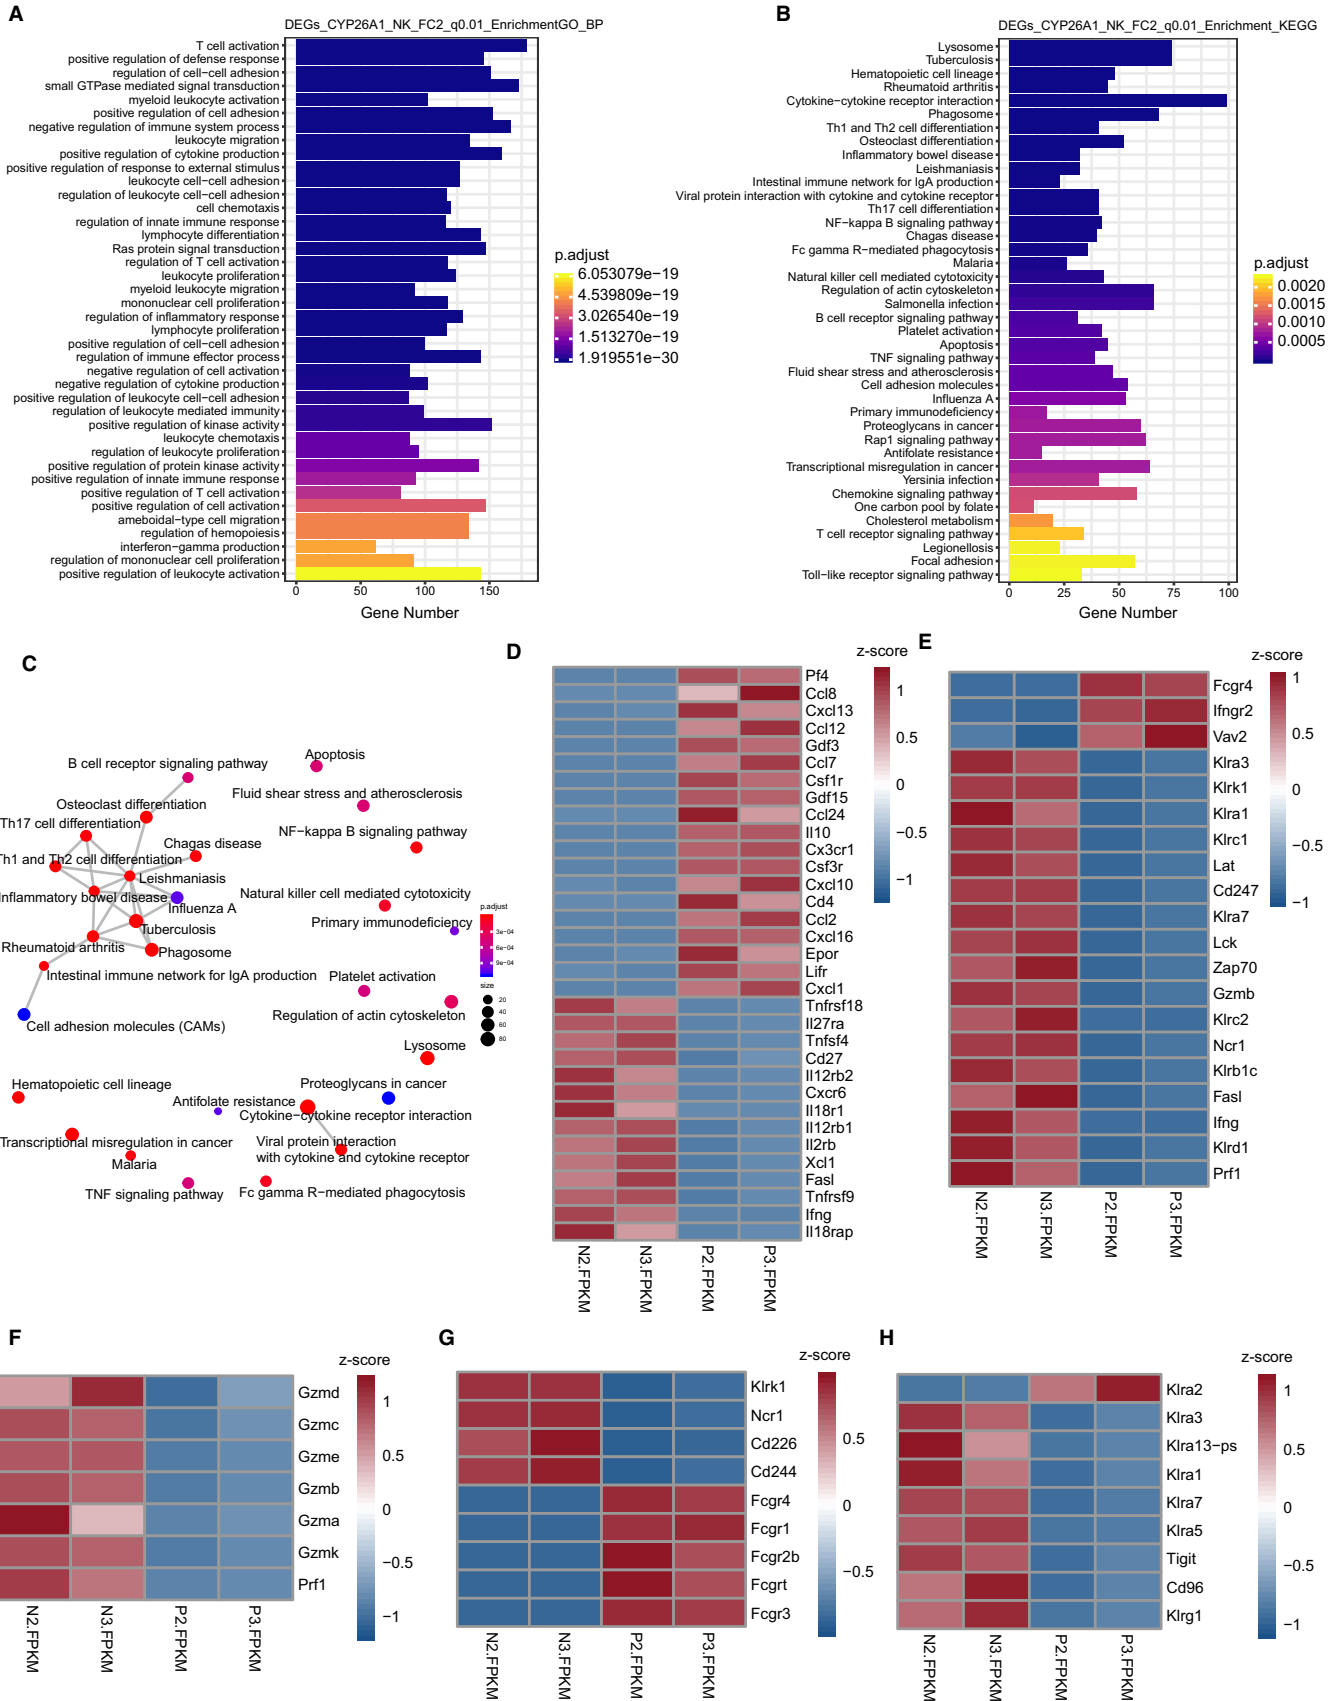 A
DEGs_CYP26A1_NK_FC2_q0.01_EnrichmentGO_BP
T cell activation
positive regulation of defense response
regulation of cell−cell adhesion
small GTPase mediated signal transduction
myeloid leukocyte activation
positive regulation of cell adhesion
negative regulation of immune system process
leukocyte migration
positive regulation of cytokine production
positive regulation of response to external stimulus
leukocyte cell−cell adhesion
regulation of leukocyte cell−cell adhesion
cell chemotaxis
regulation of innate immune response
lymphocyte differentiation
Ras protein signal transduction
regulation of T cell activation
leukocyte proliferation
myeloid leukocyte migration
mononuclear cell proliferation
regulation of inflammatory response
lymphocyte proliferation
positive regulation of cell−cell adhesion
regulation of immune effector process
negative regulation of cell activation
negative regulation of cytokine production
positive regulation of leukocyte cell−cell adhesion
regulation of leukocyte mediated immunity
positive regulation of kinase activity
leukocyte chemotaxis
regulation of leukocyte proliferation
positive regulation of protein kinase activity
positive regulation of innate immune response
positive regulation of T cell activation
positive regulation of cell activation
ameboidal−type cell migration
regulation of hemopoiesis
interferon−gamma production
regulation of mononuclear cell proliferation
positive regulation of leukocyte activation
0 50 100 150
Gene Number
p.adjust
6.053079e−19
4.539809e−19
3.026540e−19
1.513270e−19
1.919551e−30
B
DEGs_CYP26A1_NK_FC2_q0.01_Enrichment_KEGG
Lysosome
Tuberculosis
Hematopoietic cell lineage
Rheumatoid arthritis
Cytokine−cytokine receptor interaction
Phagosome
Th1 and Th2 cell differentiation
Osteoclast differentiation
Inflammatory bowel disease
Leishmaniasis
Intestinal immune network for IgA production
Viral protein interaction with cytokine and cytokine receptor
Th17 cell differentiation
NF−kappa B signaling pathway
Chagas disease
Fc gamma R−mediated phagocytosis
Malaria
Natural killer cell mediated cytotoxicity
Regulation of actin cytoskeleton
Salmonella infection
B cell receptor signaling pathway
Platelet activation
Apoptosis
TNF signaling pathway
Fluid shear stress and atherosclerosis
Cell adhesion molecules
Influenza A
Primary immunodeficiency
Proteoglycans in cancer
Rap1 signaling pathway
Antifolate resistance
Transcriptional misregulation in cancer
Yersinia infection
Chemokine signaling pathway
One carbon pool by folate
Cholesterol metabolism
T cell receptor signaling pathway
Legionellosis
Focal adhesion
Toll−like receptor signaling pathway
0 25 50 75 100
Gene Number
p.adjust
0.0020
0.0015
0.0010
0.0005
C
Apoptosis
B cell receptor signaling pathway
Fluid shear stress and atherosclerosis
Osteoclast differentiation
Th17 cell differentiation
NF−kappa B signaling pathway
Chagas disease
Th1 and Th2 cell differentiation
Leishmaniasis
Inflammatory bowel disease
Natural killer cell mediated cytotoxicity
Influenza A
Primary immunodeficiency
Tuberculosis
Rheumatoid arthritis
Phagosome
Intestinal immune network for IgA production
Platelet activation
Regulation of actin cytoskeleton
Cell adhesion molecules (CAMs)
Lysosome
Hematopoietic cell lineage
Proteoglycans in cancer
Antifolate resistance
Cytokine−cytokine receptor interaction
Transcriptional misregulation in cancer
Viral protein interaction
with cytokine and cytokine receptor
Malaria
TNF signaling pathway
Fc gamma R−mediated phagocytosis
p.adjust
3e−04
6e−04
9e−04
size
20
40
60
80
D
z−score
1
0.5
0
−0.5
−1
Pf4
Ccl8
Cxcl13
Ccl12
Gdf3
Ccl7
Csf1r
Gdf15
Ccl24
Il10
Cx3cr1
Csf3r
Cxcl10
Cd4
Ccl2
Cxcl16
Epor
Lifr
Cxcl1
Tnfrsf18
Il27ra
Tnfsf4
Cd27
Il12rb2
Cxcr6
Il18r1
Il12rb1
Il2rb
Xcl1
Fasl
Tnfrsf9
Ifng
Il18rap
N2.FPKM N3.FPKM P2.FPKM P3.FPKM
E
z−score
1
0.5
0
−0.5
−1
Fcgr4
Ifngr2
Vav2
Klra3
Klrk1
Klra1
Klrc1
Lat
Cd247
Klra7
Lck
Zap70
Gzmb
Klrc2
Ncr1
Klrb1c
Fasl
Ifng
Klrd1
Prf1
N2.FPKM N3.FPKM P2.FPKM P3.FPKM
F
z−score
1
0.5
0
−0.5
−1
Gzmd
Gzmc
Gzme
Gzmb
Gzma
Gzmk
Prf1
N2.FPKM N3.FPKM P2.FPKM P3.FPKM
G
z−score
0.5
0
−0.5
Klrk1
Ncr1
Cd226
Cd244
Fcgr4
Fcgr1
Fcgr2b
Fcgrt
Fcgr3
N2.FPKM N3.FPKM P2.FPKM P3.FPKM
H
z−score
1
0.5
0
−0.5
−1
Klra2
Klra3
Klra13−ps
Klra1
Klra7
Klra5
Tigit
Cd96
Klrg1
N2.FPKM N3.FPKM P2.FPKM P3.FPKM